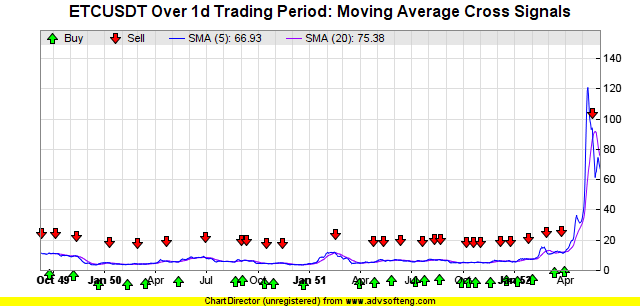 ETCUSDT Over 1d Trading Period: Moving Average Cross Signals
Buy Sell SMA (5): 66.93 SMA (20): 75.38
140
120
100
80
60
40
20
0
Oct 49 Jan 50 Apr Jul Oct Jan 51 Apr Jul Oct Jan 52 Apr
ChartDirector (unregistered) from www.advsofteng.com